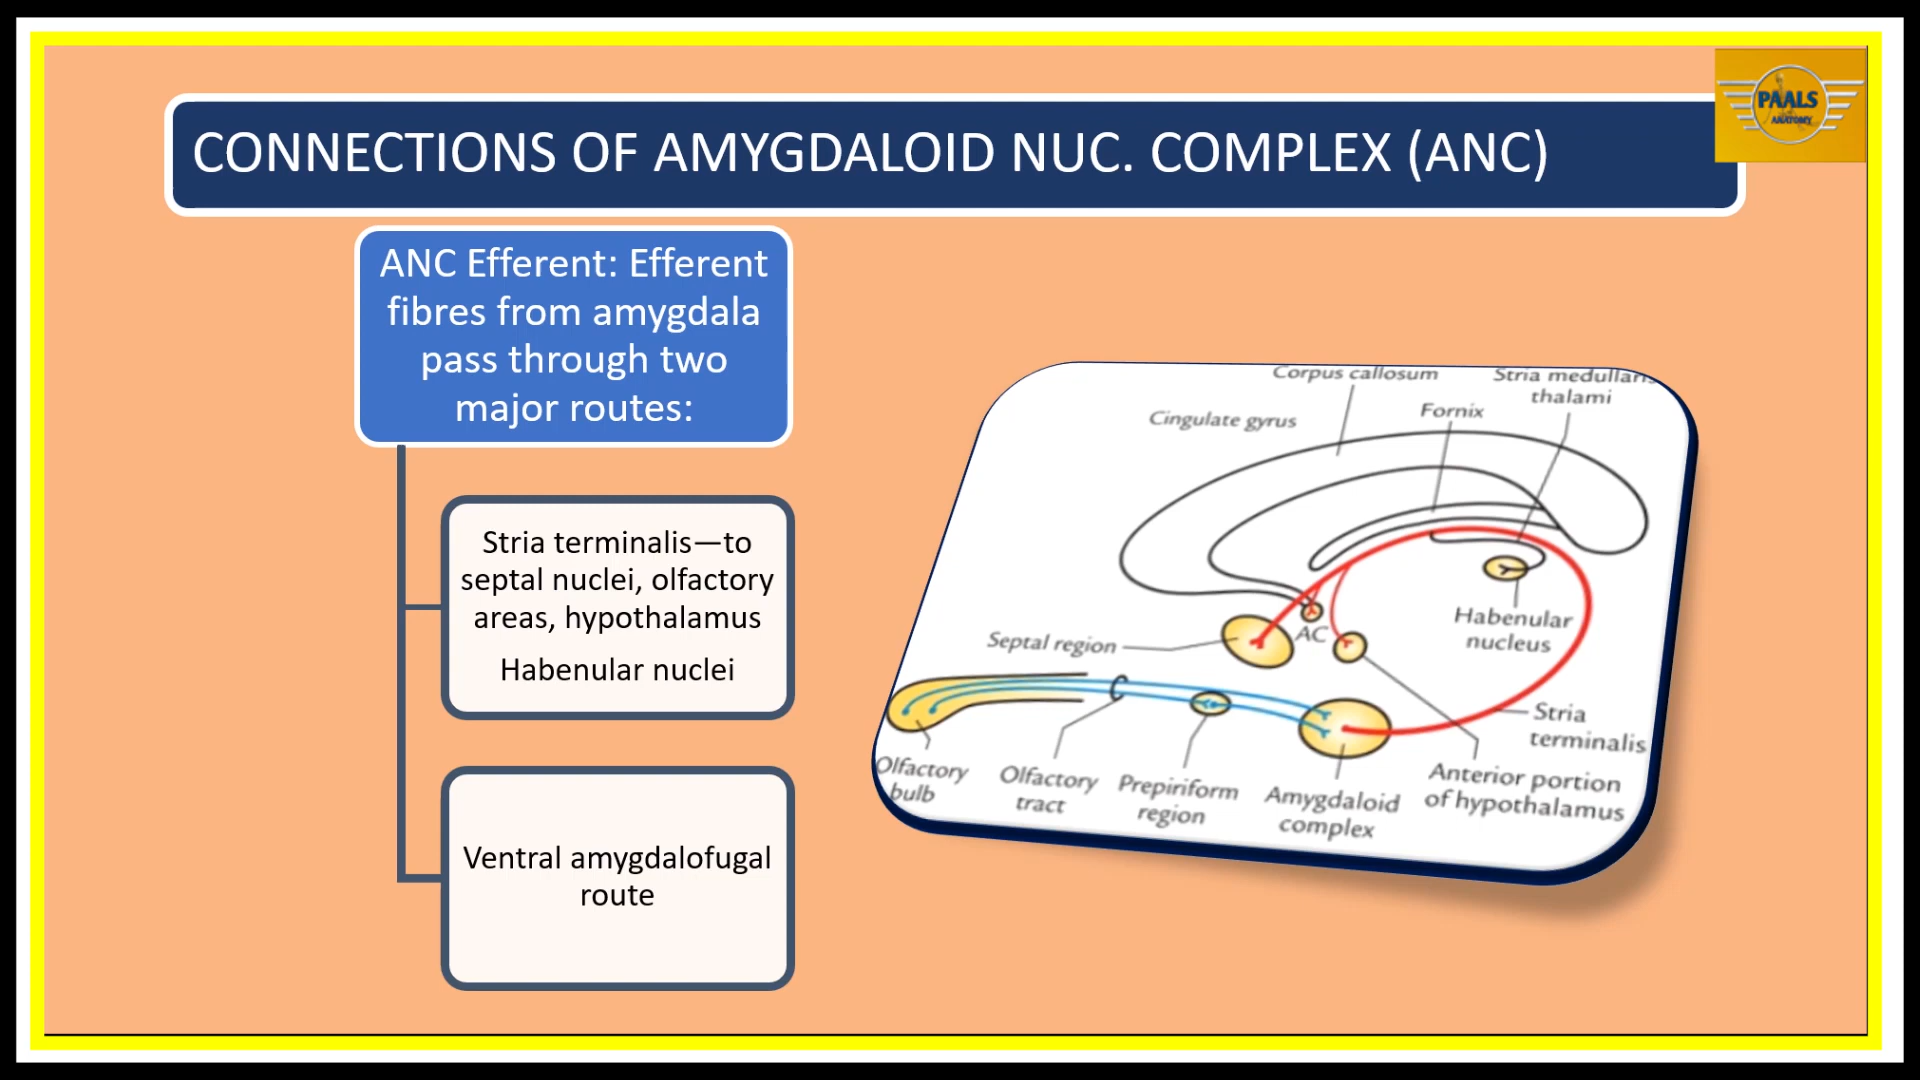 PAALS
ANATOMY
CONNECTIONS OF AMYGDALOID NUC. COMPLEX (ANC)
ANC Efferent: Efferent
fibres from amygdala
pass through two
major routes:
Stria terminalis—to
septal nuclei, olfactory
areas, hypothalamus
Habenular nuclei
Ventral amygdalofugal
route
Corpus callosum
Stria medullaris
thalami
Cingulate gyrus
Fornix
Habenular
nucleus
Septal region
AC
Stria
terminalis
Olfactory
bulb
Olfactory
tract
Prepiriform
region
Amygdaloid
complex
Anterior portion
of hypothalamus